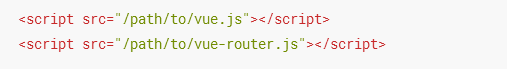 <script src="/path/to/vue.js"></script>
<script src="/path/to/vue-router.js"></script>